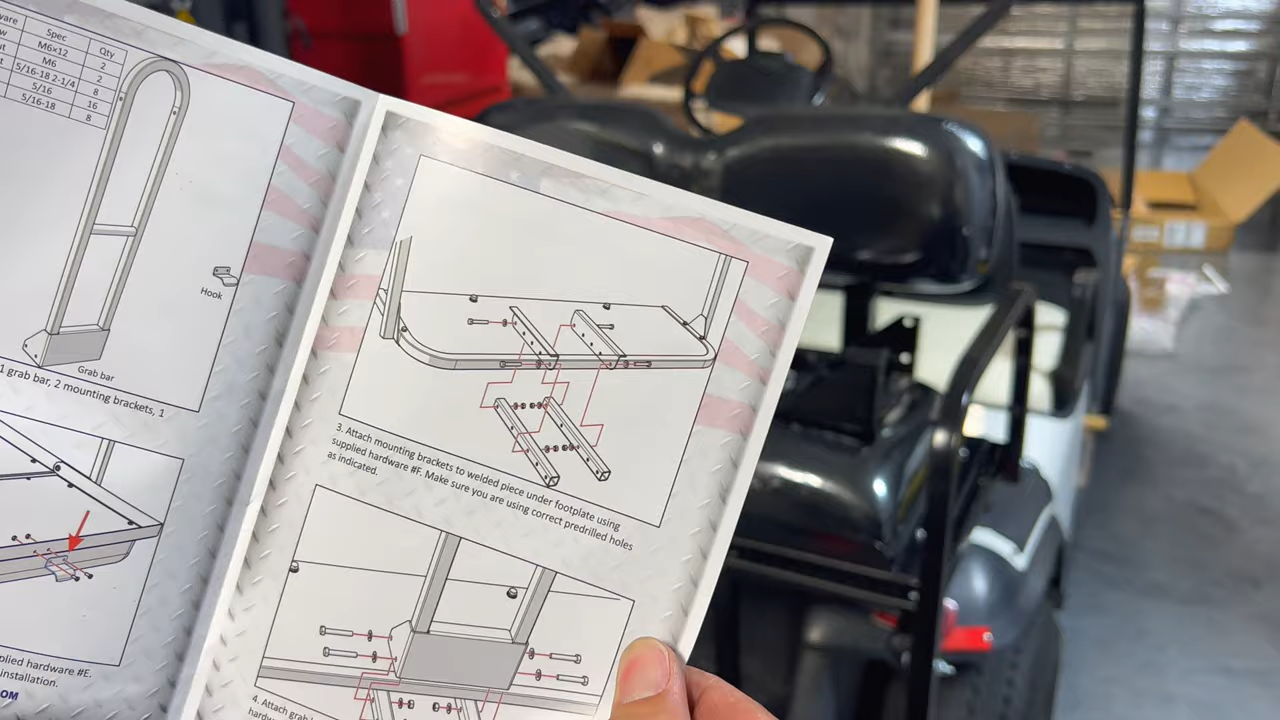 Spec
Qty
M6×12
2
M6
2
5/16-18 2-1/4
8
5/16
16
5/16-18
8
Hook
Grab bar
1 grab bar, 2 mounting brackets, 1
plied hardware #E.
installation.
OM
3. Attach mounting brackets to welded piece under footplate using
supplied hardware #F. Make sure you are using correct predrilled holes
as indicated.
4. Attach